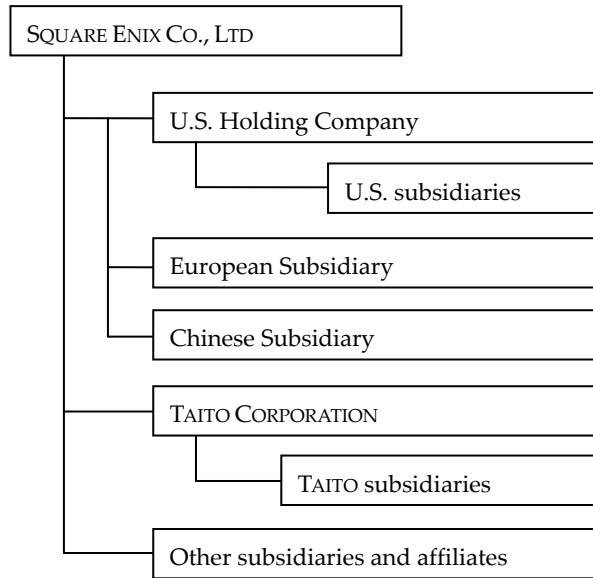 SQUARE ENIX CO., LTD
U.S. Holding Company
U.S. subsidiaries
European Subsidiary
Chinese Subsidiary
TAITO CORPORATION
TAITO subsidiaries
Other subsidiaries and affiliates